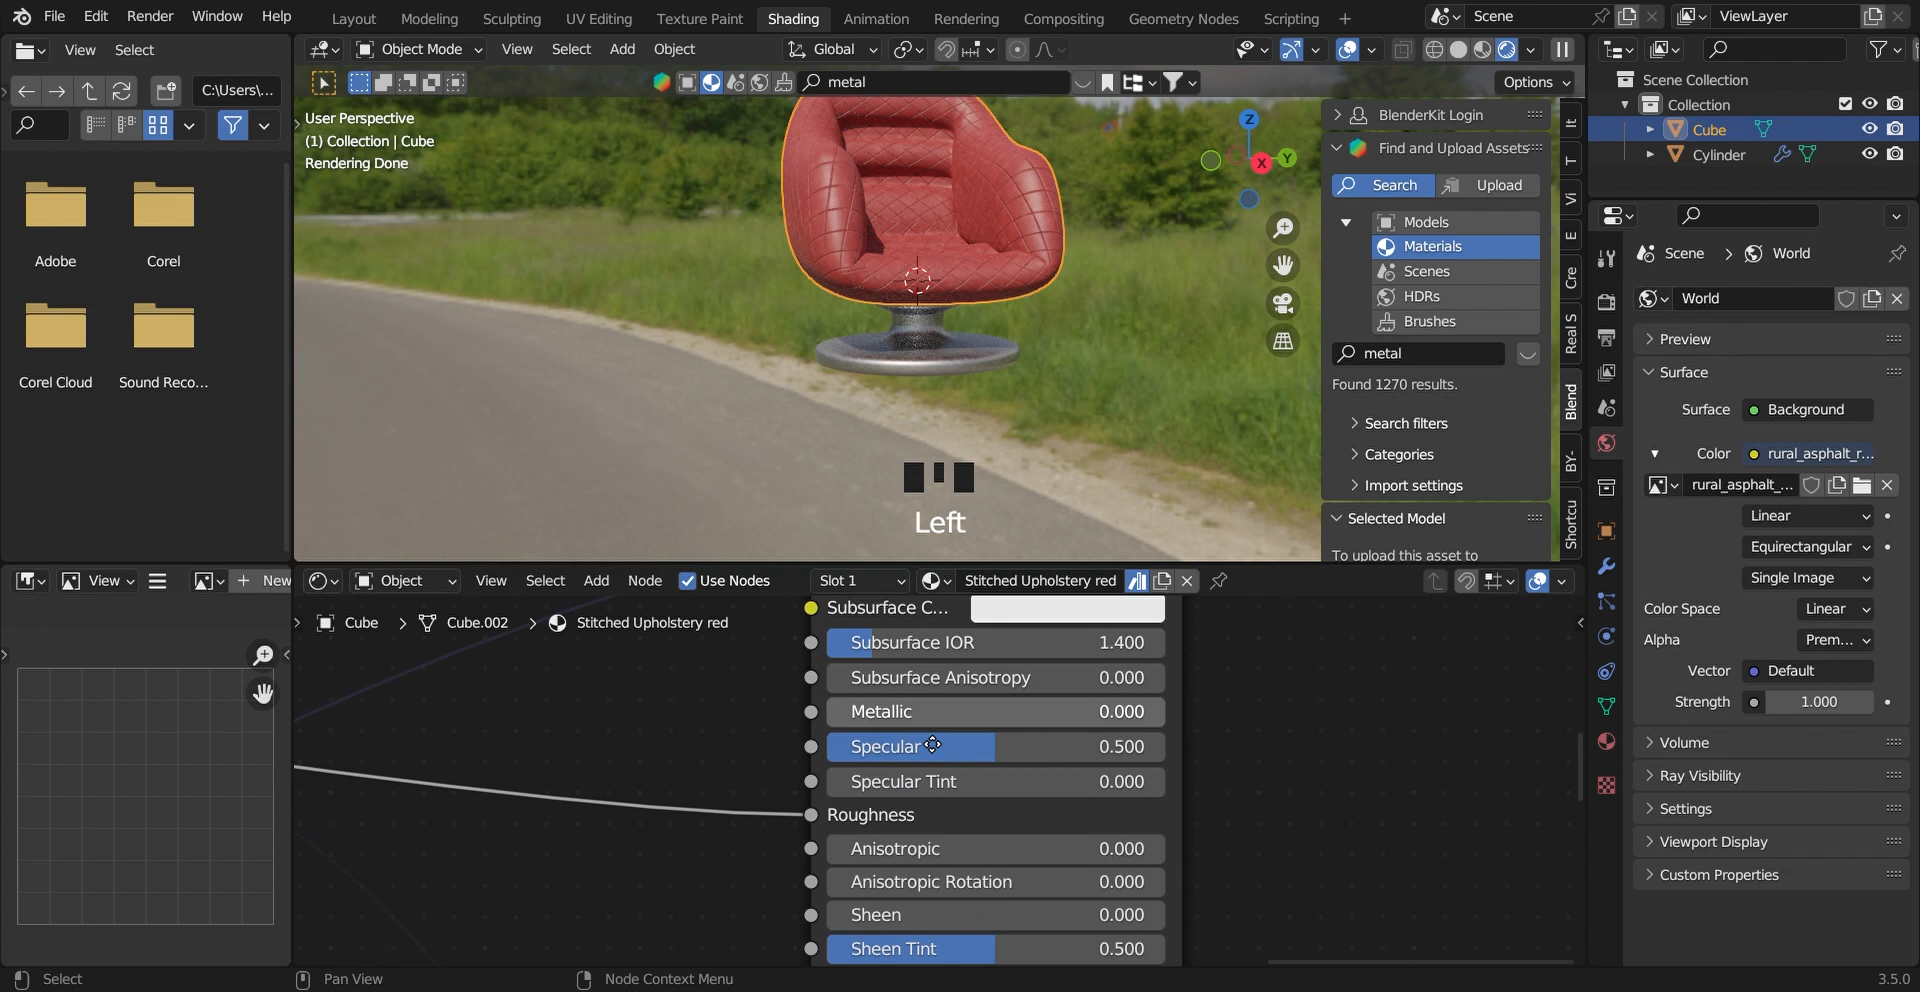 File Edit Render Window Help
Layout Modeling Sculpting UV Editing Texture Paint Shading Animation Rendering Compositing Geometry Nodes Scripting +
Scene
ViewLayer
View Select
Object Mode View Select Add Object
Global
C:\Users\...
metal
Options
User Perspective
(1) Collection | Cube
Rendering Done
Z
Y
X
BlenderKit Login
Find and Upload Assets
Search Upload
Models
Materials
Scenes
HDRs
Brushes
metal
Found 1270 results.
Search filters
Categories
Import settings
Selected Model
To upload this asset to
It
T
Vi
E
Cre
Real S
Blend
BY-
Shortcu
Adobe
Corel
Corel Cloud
Sound Reco...
Left
Scene Collection
Collection
Cube
Cylinder
Scene > World
World
Preview
Surface
Surface Background
Color rural_asphalt_r...
rural_asphalt_...
Linear
Equirectangular
Single Image
Color Space Linear
Alpha Prem...
Vector Default
Strength 1.000
Volume
Ray Visibility
Settings
Viewport Display
Custom Properties
View
+ New
Object View Select Add Node Use Nodes
Slot 1
Stitched Upholstery red
Cube > Cube.002 > Stitched Upholstery red
Subsurface C...
Subsurface IOR 1.400
Subsurface Anisotropy 0.000
Metallic 0.000
Specular 0.500
Specular Tint 0.000
Roughness
Anisotropic 0.000
Anisotropic Rotation 0.000
Sheen 0.000
Sheen Tint 0.500
Select
Pan View
Node Context Menu
3.5.0